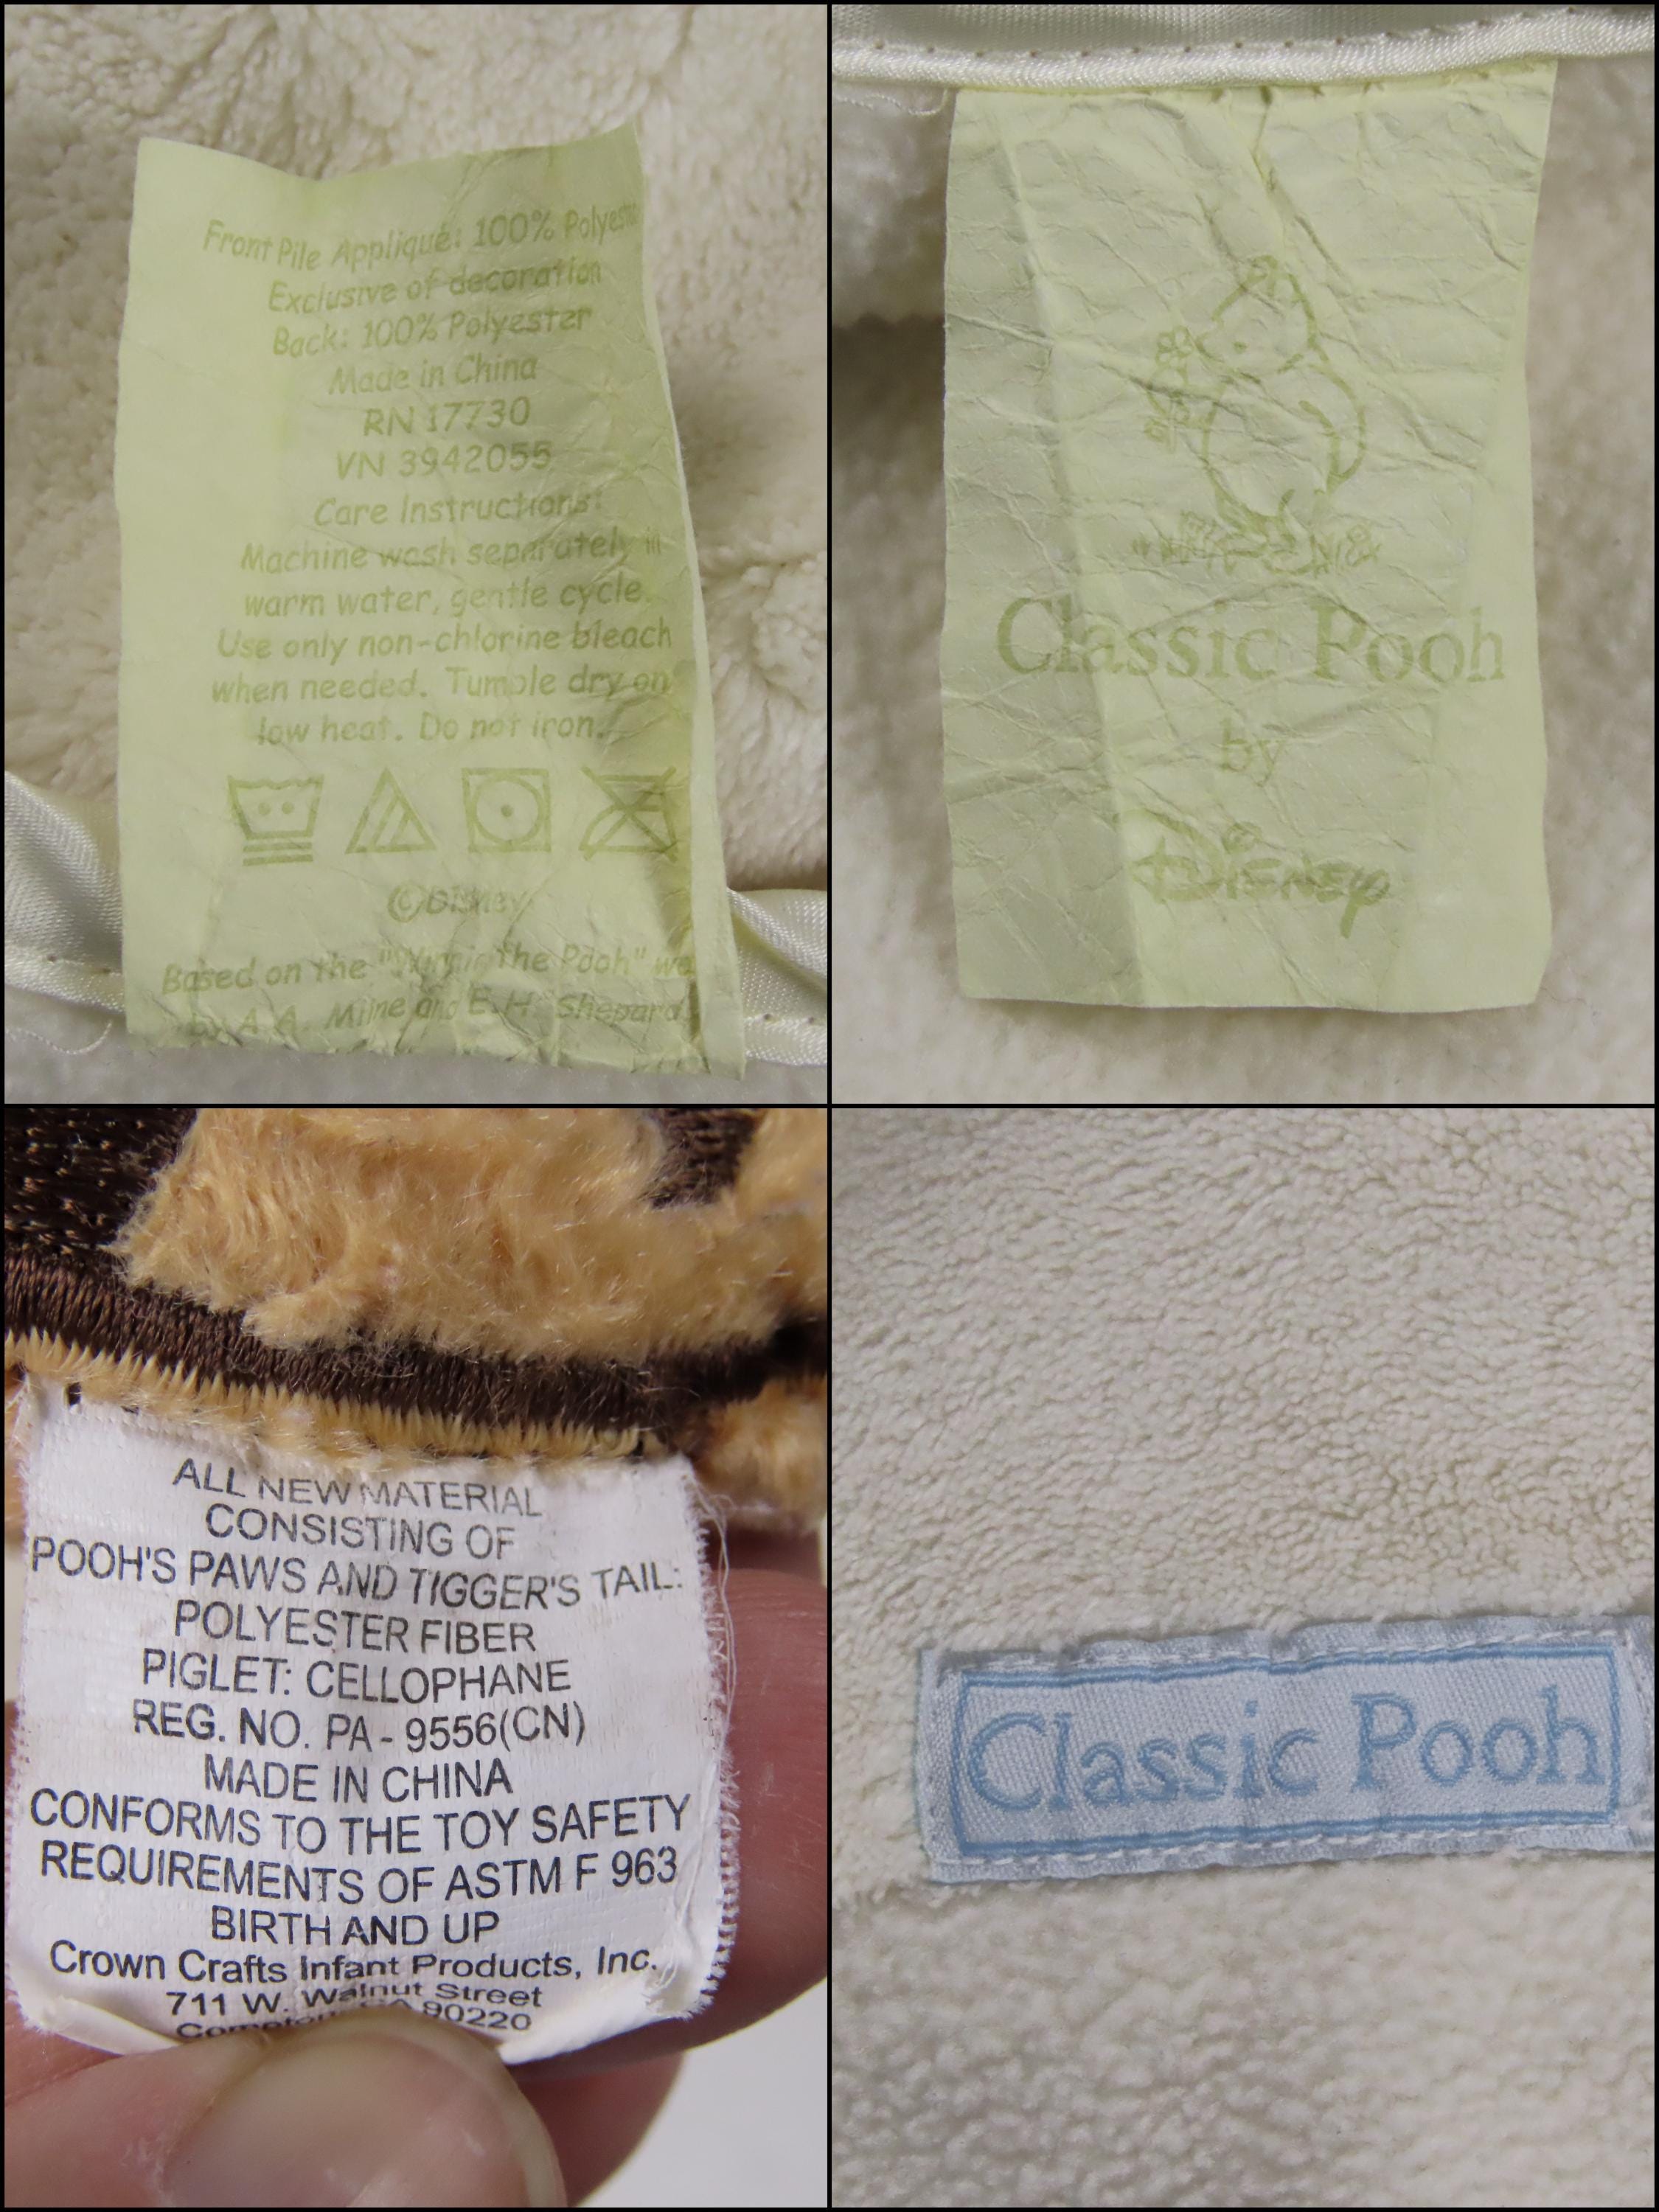 Front Pile Appliqué: 100% Polyes
Exclusive of decoration
Back: 100% Polyester
Made in China
RN 17730
VN 3942055
Care Instructions:
Machine wash separately in
warm water, gentle cycle.
Use only non-chlorine bleach
when needed. Tumble dry on
low heat. Do not iron.
©Disney
Based on the "Winnie The Pooh" wo
by A.A. Milne and E.H. Shepard
Classic Pooh
by
Disney
ALL NEW MATERIAL
CONSISTING OF
POOH'S PAWS AND TIGGER'S TAIL:
POLYESTER FIBER
PIGLET: CELLOPHANE
REG. NO. PA - 9556(CN)
MADE IN CHINA
CONFORMS TO THE TOY SAFETY
REQUIREMENTS OF ASTM F 963
BIRTH AND UP
Crown Crafts Infant Products, Inc.
711 W. Walnut Street
Compton CA 90220
Classic Pooh